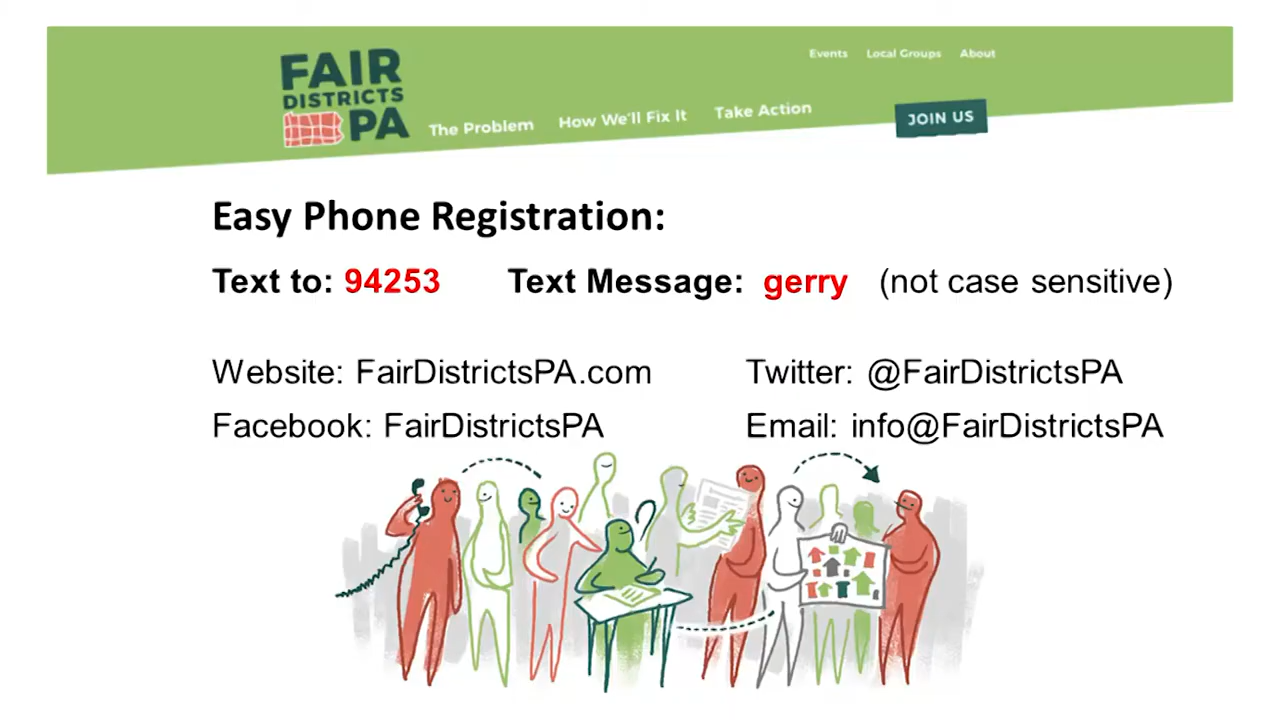 FAIR
DISTRICTS
PA
Events Local Groups About
The Problem How We'll Fix It Take Action JOIN US
Easy Phone Registration:
Text to: 94253 Text Message: gerry (not case sensitive)
Website: FairDistrictsPA.com Twitter: @FairDistrictsPA
Facebook: FairDistrictsPA Email: info@FairDistrictsPA